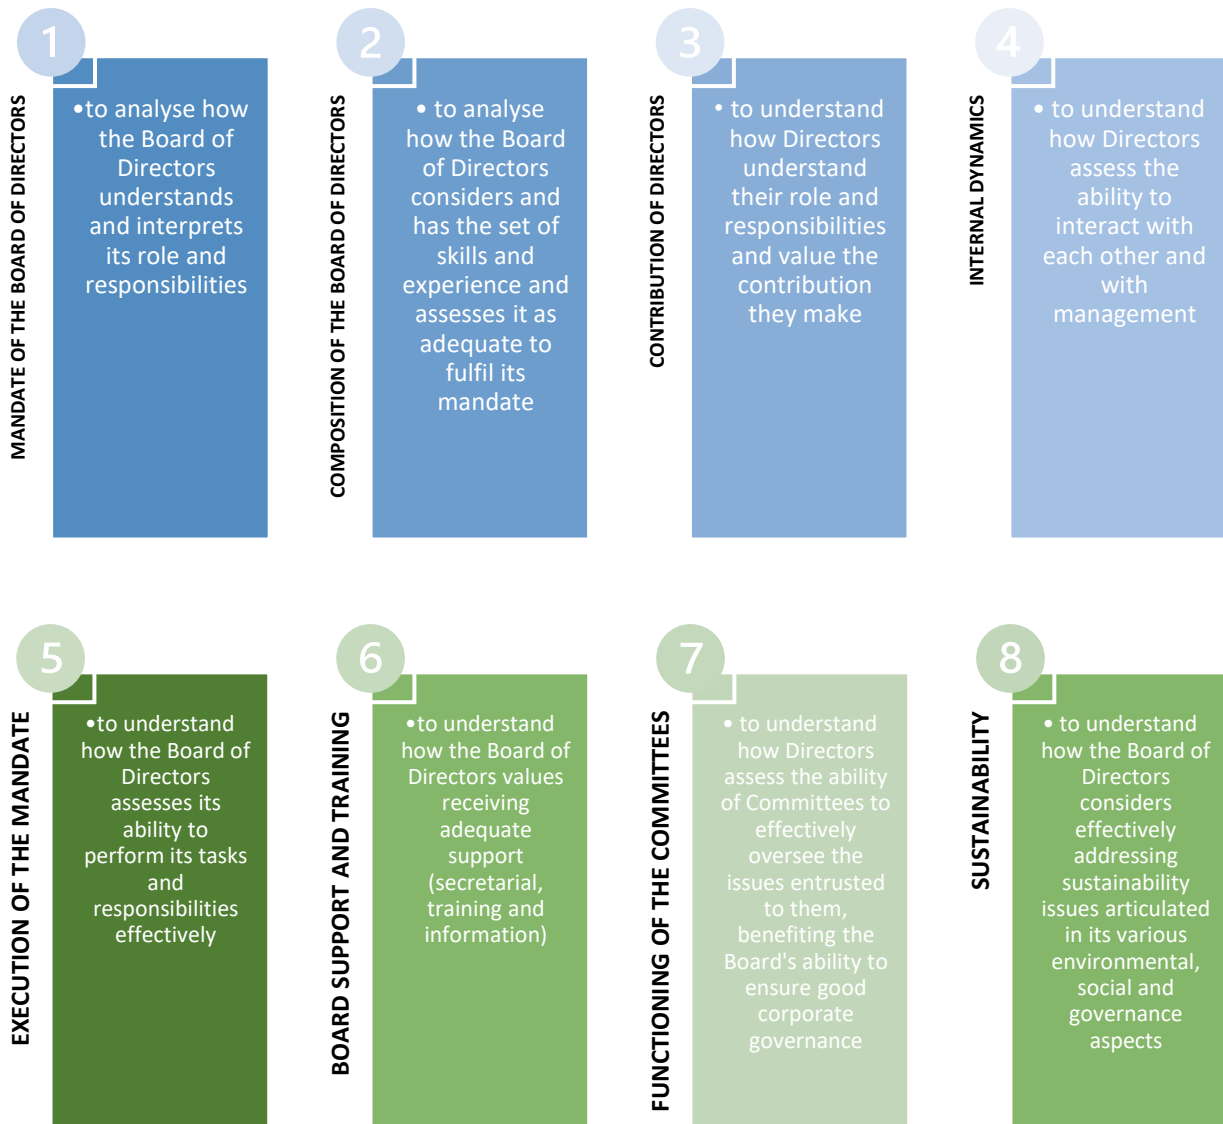 1
MANDATE OF THE BOARD OF DIRECTORS
•to analyse how
the Board of
Directors
understands
and interprets
its role and
responsibilities
2
COMPOSITION OF THE BOARD OF DIRECTORS
• to analyse
how the Board
of Directors
considers and
has the set of
skills and
experience and
assesses it as
adequate to
fulfil its
mandate
3
CONTRIBUTION OF DIRECTORS
• to understand
how Directors
understand
their role and
responsibilities
and value the
contribution
they make
4
INTERNAL DYNAMICS
• to understand
how Directors
assess the
ability to
interact with
each other and
with
management
5
EXECUTION OF THE MANDATE
•to understand
how the Board of
Directors
assesses its
ability to
perform its tasks
and
responsibilities
effectively
6
BOARD SUPPORT AND TRAINING
•to understand
how the Board of
Directors values
receiving
adequate
support
(secretarial,
training and
information)
7
FUNCTIONING OF THE COMMITTEES
• to understand
how Directors
assess the ability
of Committees to
effectively
oversee the
issues entrusted
to them,
benefiting the
Board's ability to
ensure good
corporate
governance
8
SUSTAINABILITY
• to understand
how the Board of
Directors
considers
effectively
addressing
sustainability
issues articulated
in its various
environmental,
social and
governance
aspects